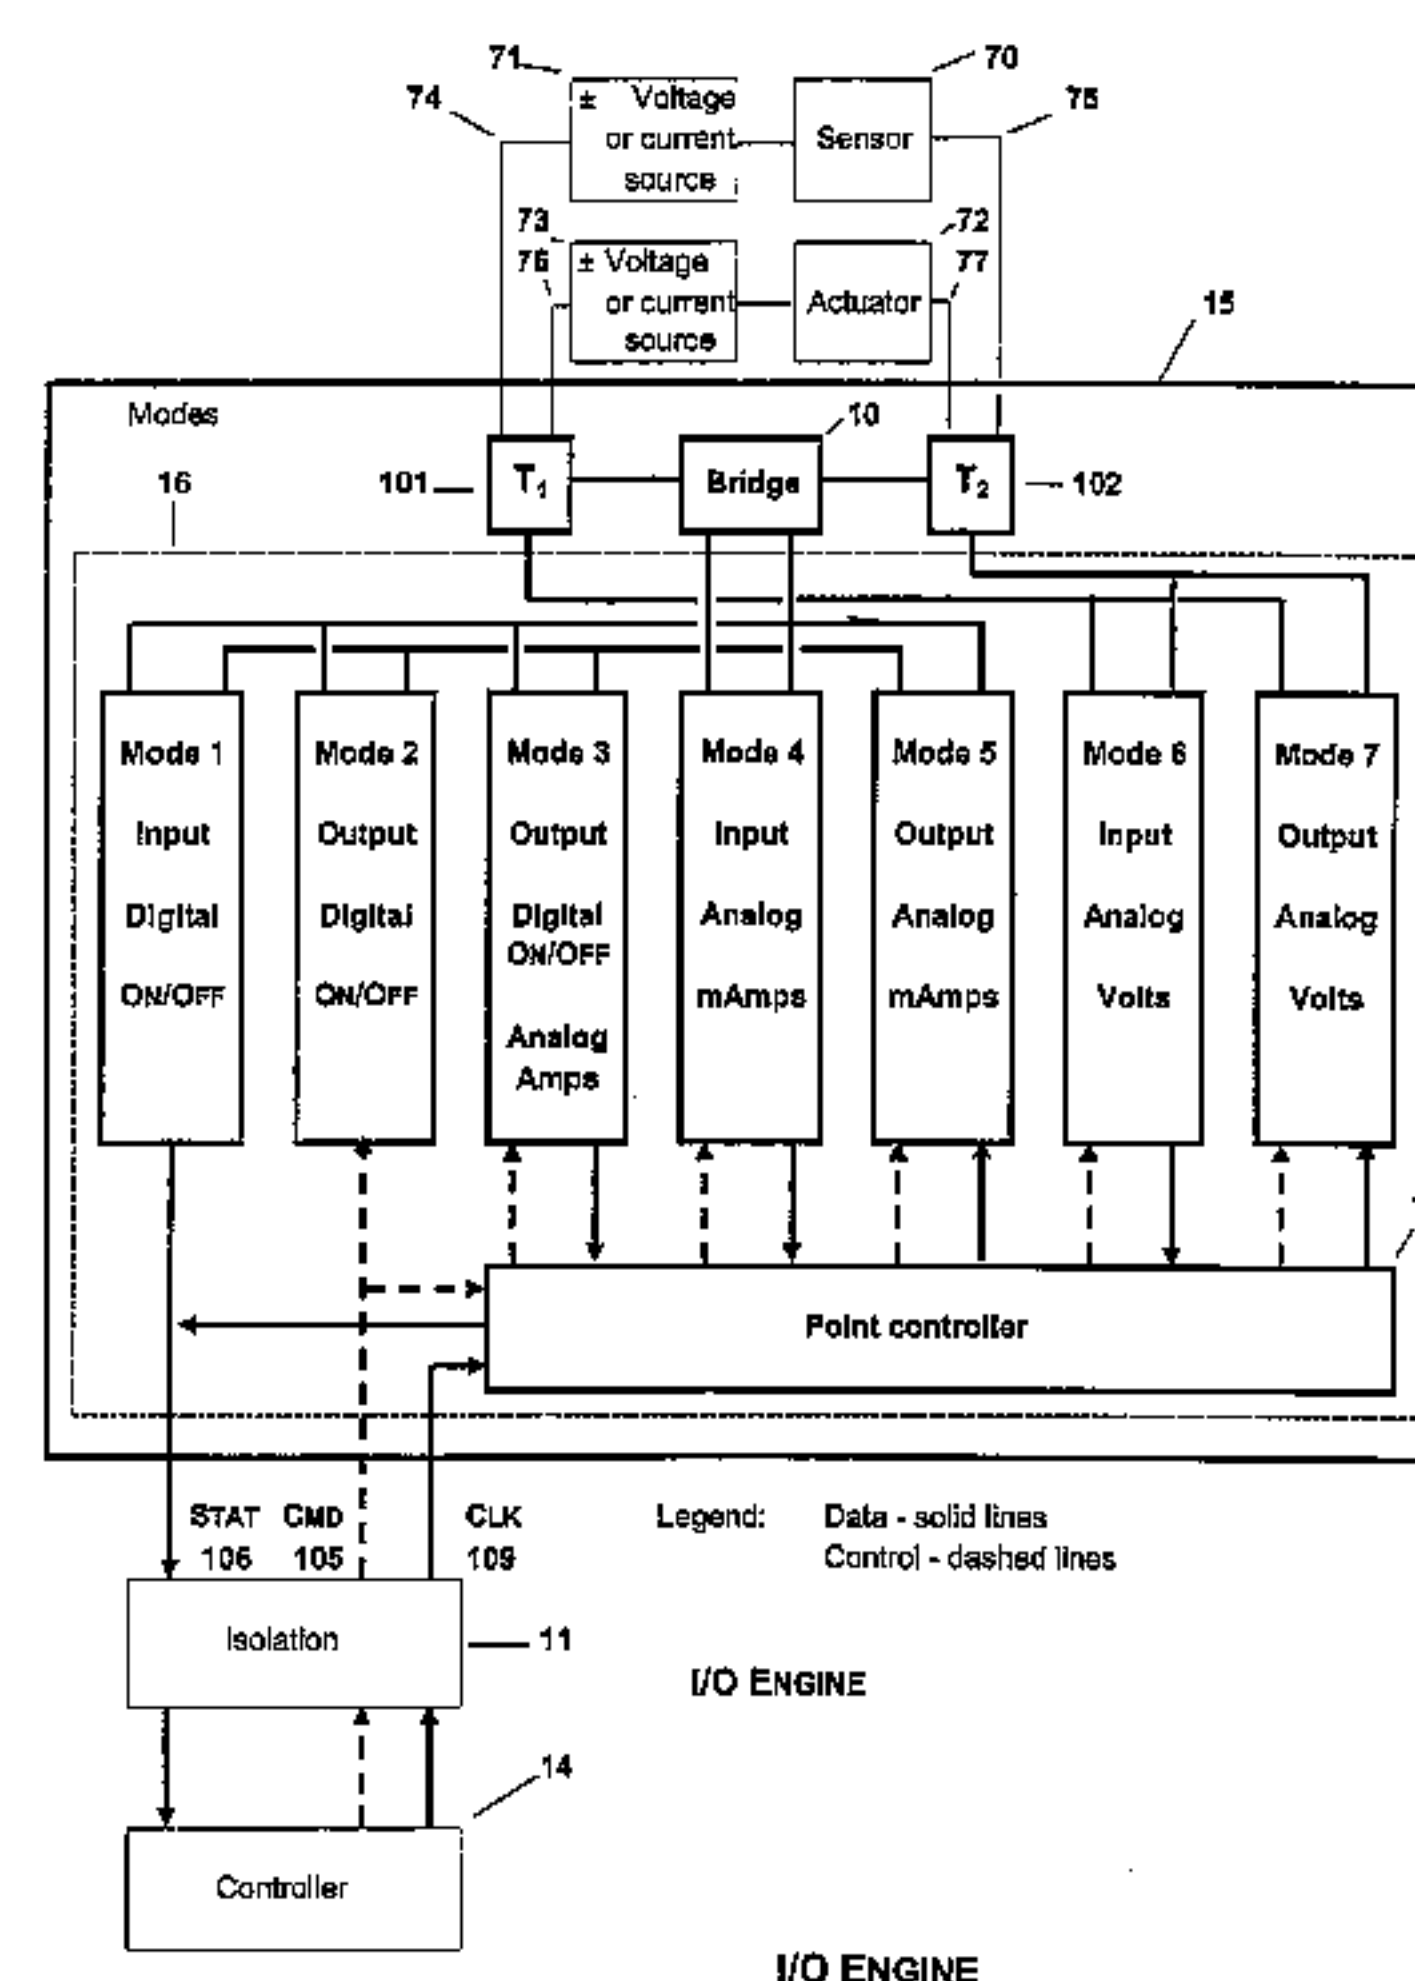 71
70
74
± Voltage
or current
source
Sensor
75
73
72
76
± Voltage
or current
source
Actuator
77
15
Modes
10
16
101
T1
Bridge
T2
102
Mode 1
Input
Digital
ON/OFF
Mode 2
Output
Digital
ON/OFF
Mode 3
Output
Digital
ON/OFF
Analog
Amps
Mode 4
Input
Analog
mAmps
Mode 5
Output
Analog
mAmps
Mode 6
Input
Analog
Volts
Mode 7
Output
Analog
Volts
Point controller
STAT
106
CMD
105
CLK
109
Legend: Data - solid lines
Control - dashed lines
Isolation
11
I/O ENGINE
14
Controller
I/O ENGINE